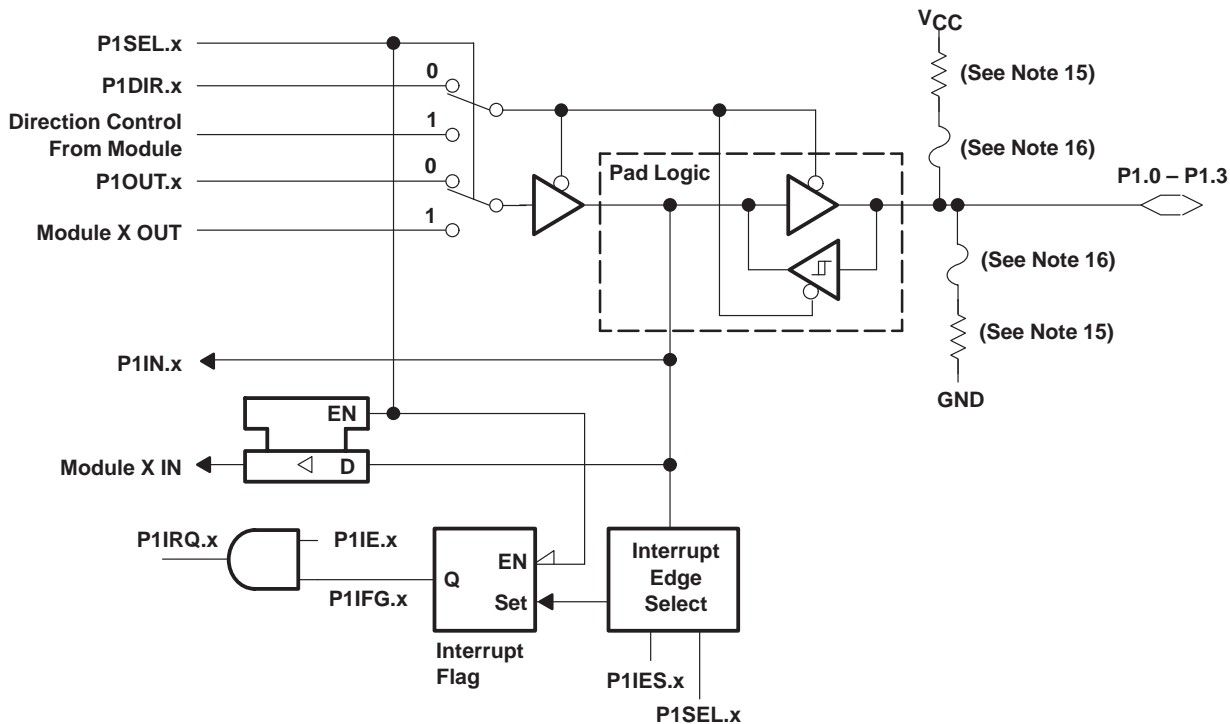 VCC
P1SEL.x
(See Note 15)
0
P1DIR.x
Direction Control
From Module
1
(See Note 16)
0
Pad Logic
P1.0 – P1.3
P1OUT.x
1
Module X OUT
(See Note 16)
(See Note 15)
P1IN.x
GND
EN
Module X IN
D
P1IRQ.x
P1IE.x
P1IFG.x
Q
EN
Set
Interrupt
Edge
Select
Interrupt
Flag
P1IES.x
P1SEL.x